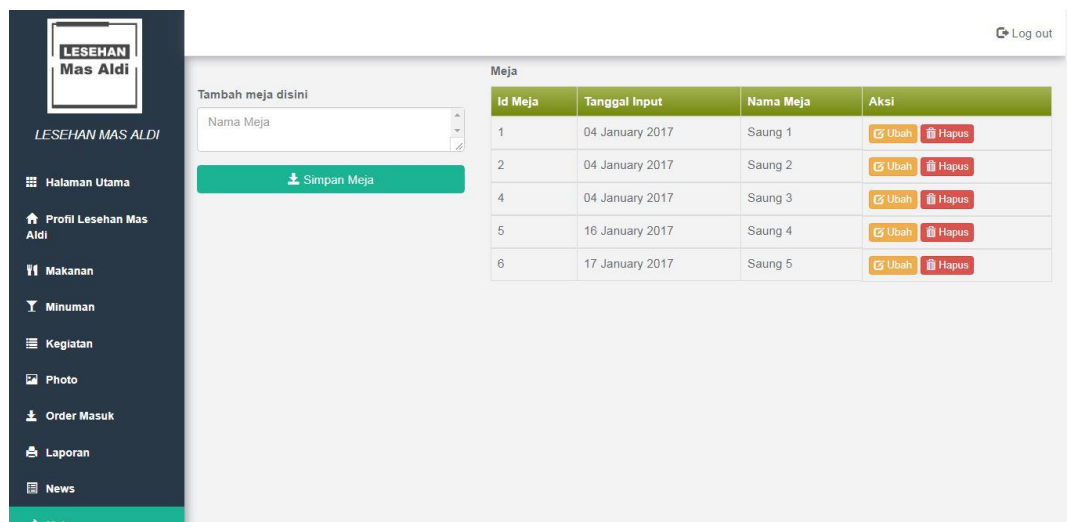 LESEHAN
Mas Aldi
LESEHAN MAS ALDI
Halaman Utama
Profil Lesehan Mas
Aldi
Makanan
Minuman
Kegiatan
Photo
Order Masuk
Laporan
News
Log out
Tambah meja disini
Nama Meja
Simpan Meja
Meja
Id Meja Tanggal Input Nama Meja Aksi
1 04 January 2017 Saung 1 Ubah Hapus
2 04 January 2017 Saung 2 Ubah Hapus
4 04 January 2017 Saung 3 Ubah Hapus
5 16 January 2017 Saung 4 Ubah Hapus
6 17 January 2017 Saung 5 Ubah Hapus